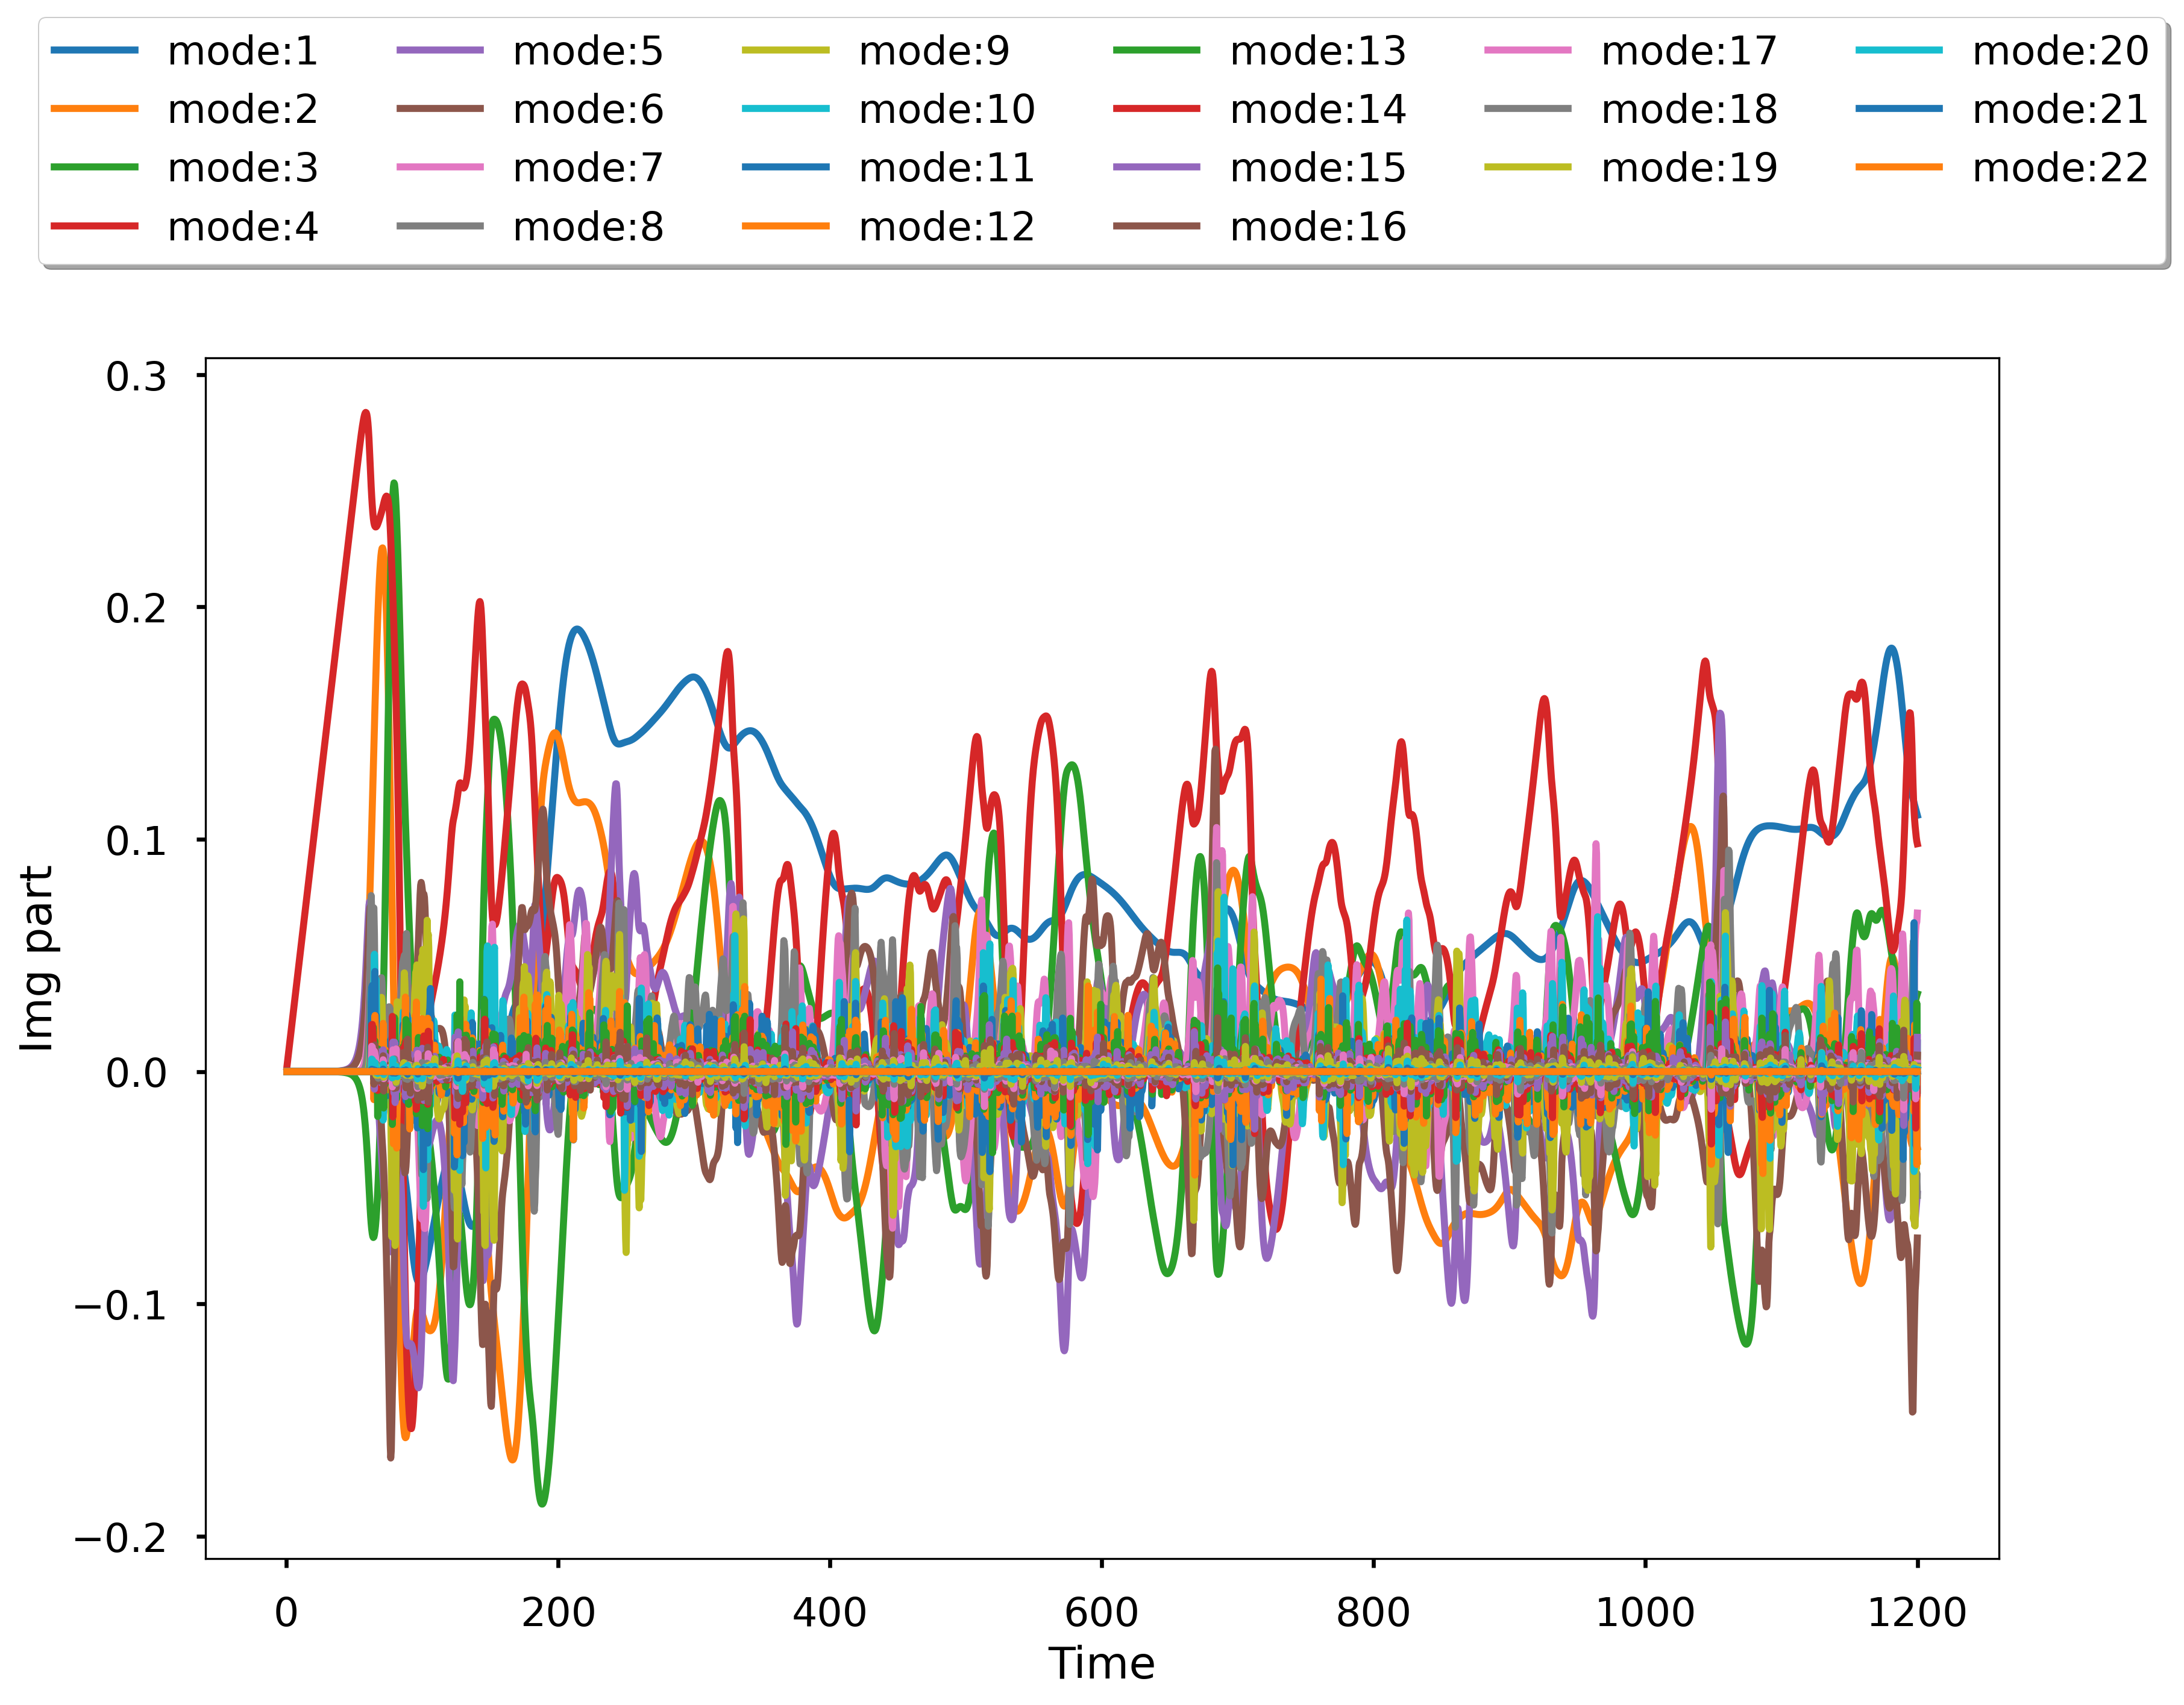 mode:1 mode:5 mode:9 mode:13 mode:17 mode:20
mode:2 mode:6 mode:10 mode:14 mode:18 mode:21
mode:3 mode:7 mode:11 mode:15 mode:19 mode:22
mode:4 mode:8 mode:12 mode:16
0.3
0.2
0.1
0.0
−0.1
−0.2
Img part
0 200 400 600 800 1000 1200
Time